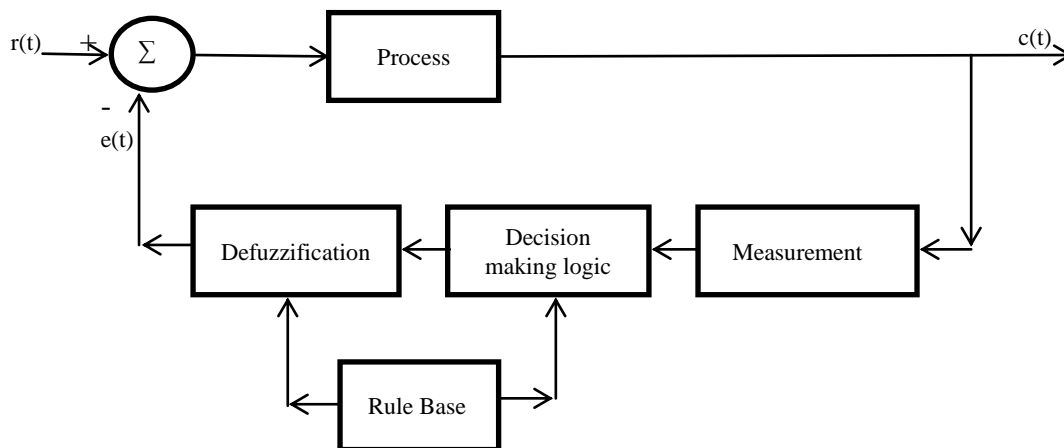 r(t)
+
Σ
Process
c(t)
-
e(t)
Defuzzification
Decision
making logic
Measurement
Rule Base